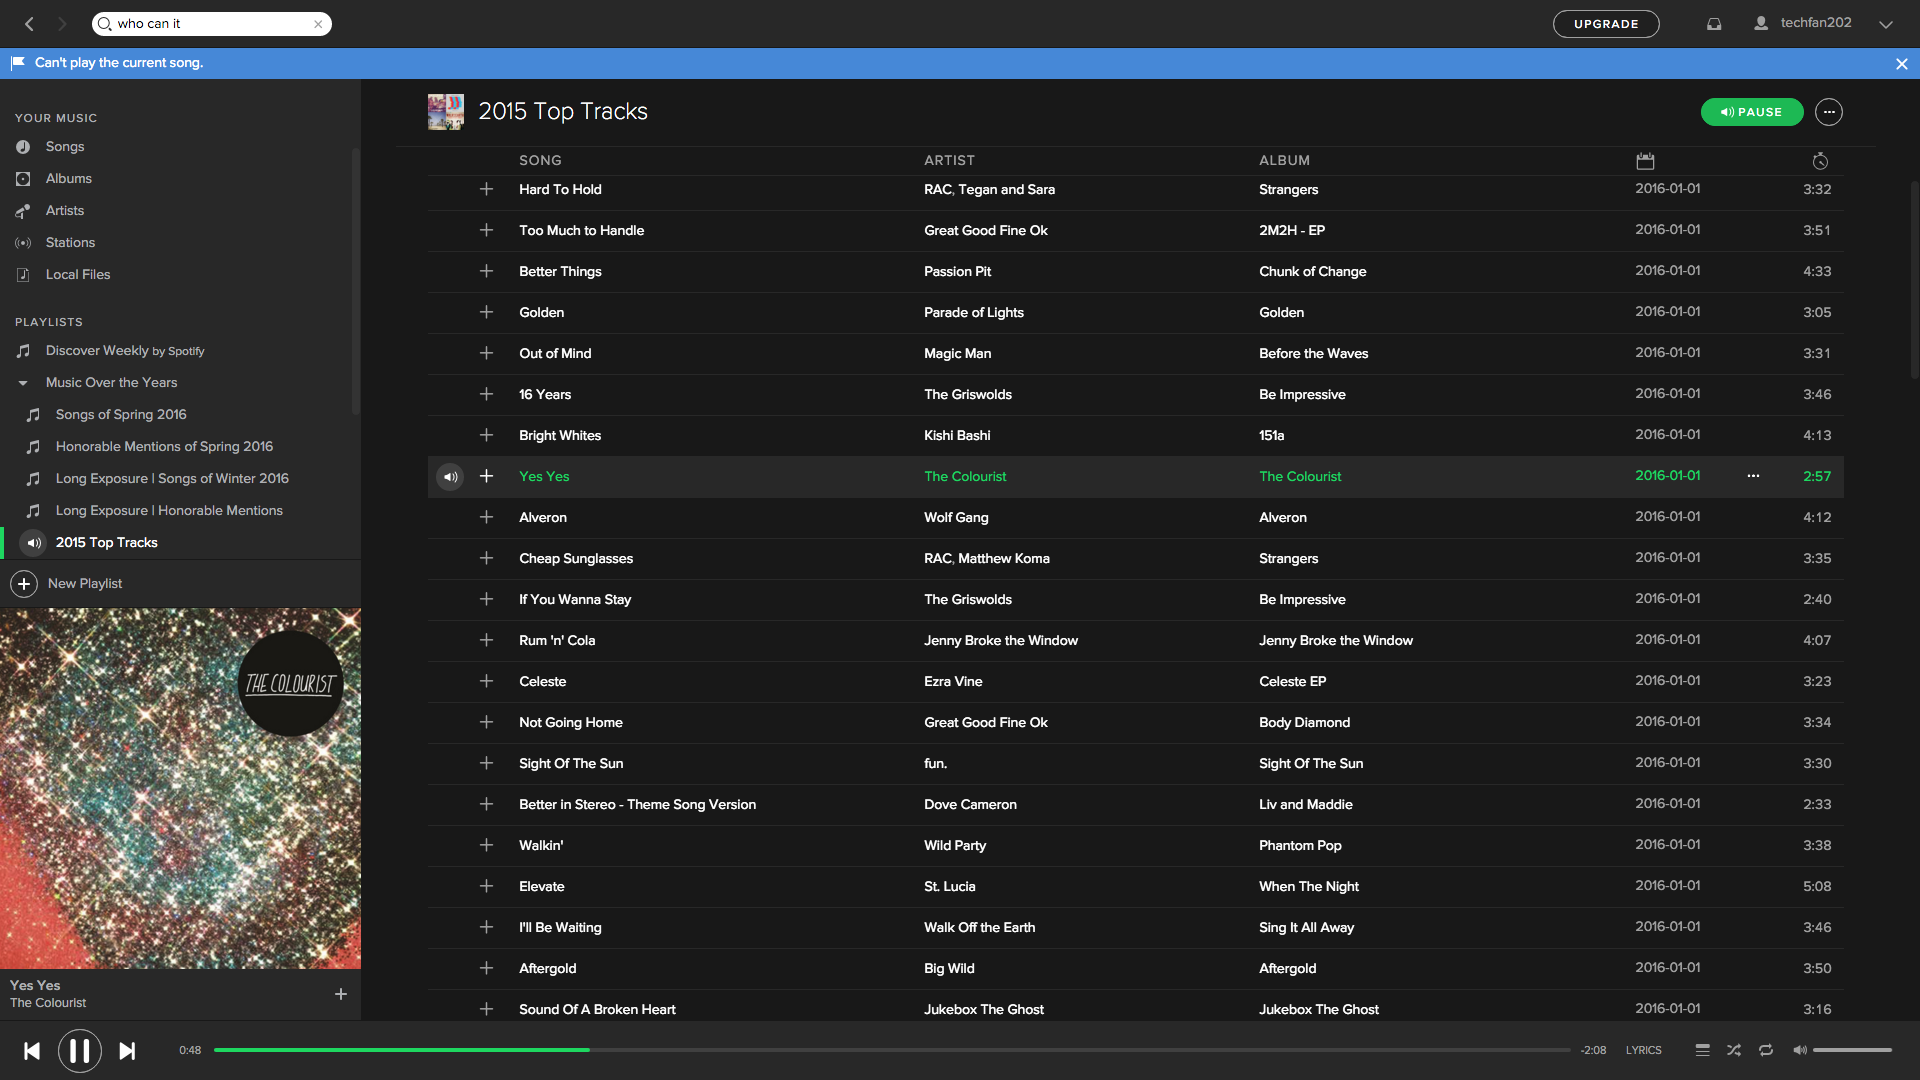 who can it
UPGRADE
techfan202
Can't play the current song.
YOUR MUSIC
Songs
Albums
Artists
Stations
Local Files
PLAYLISTS
Discover Weekly by Spotify
Music Over the Years
Songs of Spring 2016
Honorable Mentions of Spring 2016
Long Exposure | Songs of Winter 2016
Long Exposure | Honorable Mentions
2015 Top Tracks
New Playlist
THE COLOURIST
Yes Yes
The Colourist
2015 Top Tracks
PAUSE
SONG ARTIST ALBUM
Hard To Hold RAC, Tegan and Sara Strangers 2016-01-01 3:32
Too Much to Handle Great Good Fine Ok 2M2H - EP 2016-01-01 3:51
Better Things Passion Pit Chunk of Change 2016-01-01 4:33
Golden Parade of Lights Golden 2016-01-01 3:05
Out of Mind Magic Man Before the Waves 2016-01-01 3:31
16 Years The Griswolds Be Impressive 2016-01-01 3:46
Bright Whites Kishi Bashi 151a 2016-01-01 4:13
Yes Yes The Colourist The Colourist 2016-01-01 2:57
Alveron Wolf Gang Alveron 2016-01-01 4:12
Cheap Sunglasses RAC, Matthew Koma Strangers 2016-01-01 3:35
If You Wanna Stay The Griswolds Be Impressive 2016-01-01 2:40
Rum 'n' Cola Jenny Broke the Window Jenny Broke the Window 2016-01-01 4:07
Celeste Ezra Vine Celeste EP 2016-01-01 3:23
Not Going Home Great Good Fine Ok Body Diamond 2016-01-01 3:34
Sight Of The Sun fun. Sight Of The Sun 2016-01-01 3:30
Better in Stereo - Theme Song Version Dove Cameron Liv and Maddie 2016-01-01 2:33
Walkin' Wild Party Phantom Pop 2016-01-01 3:38
Elevate St. Lucia When The Night 2016-01-01 5:08
I'll Be Waiting Walk Off the Earth Sing It All Away 2016-01-01 3:46
Aftergold Big Wild Aftergold 2016-01-01 3:50
Sound Of A Broken Heart Jukebox The Ghost Jukebox The Ghost 2016-01-01 3:16
0:48 -2:08 LYRICS